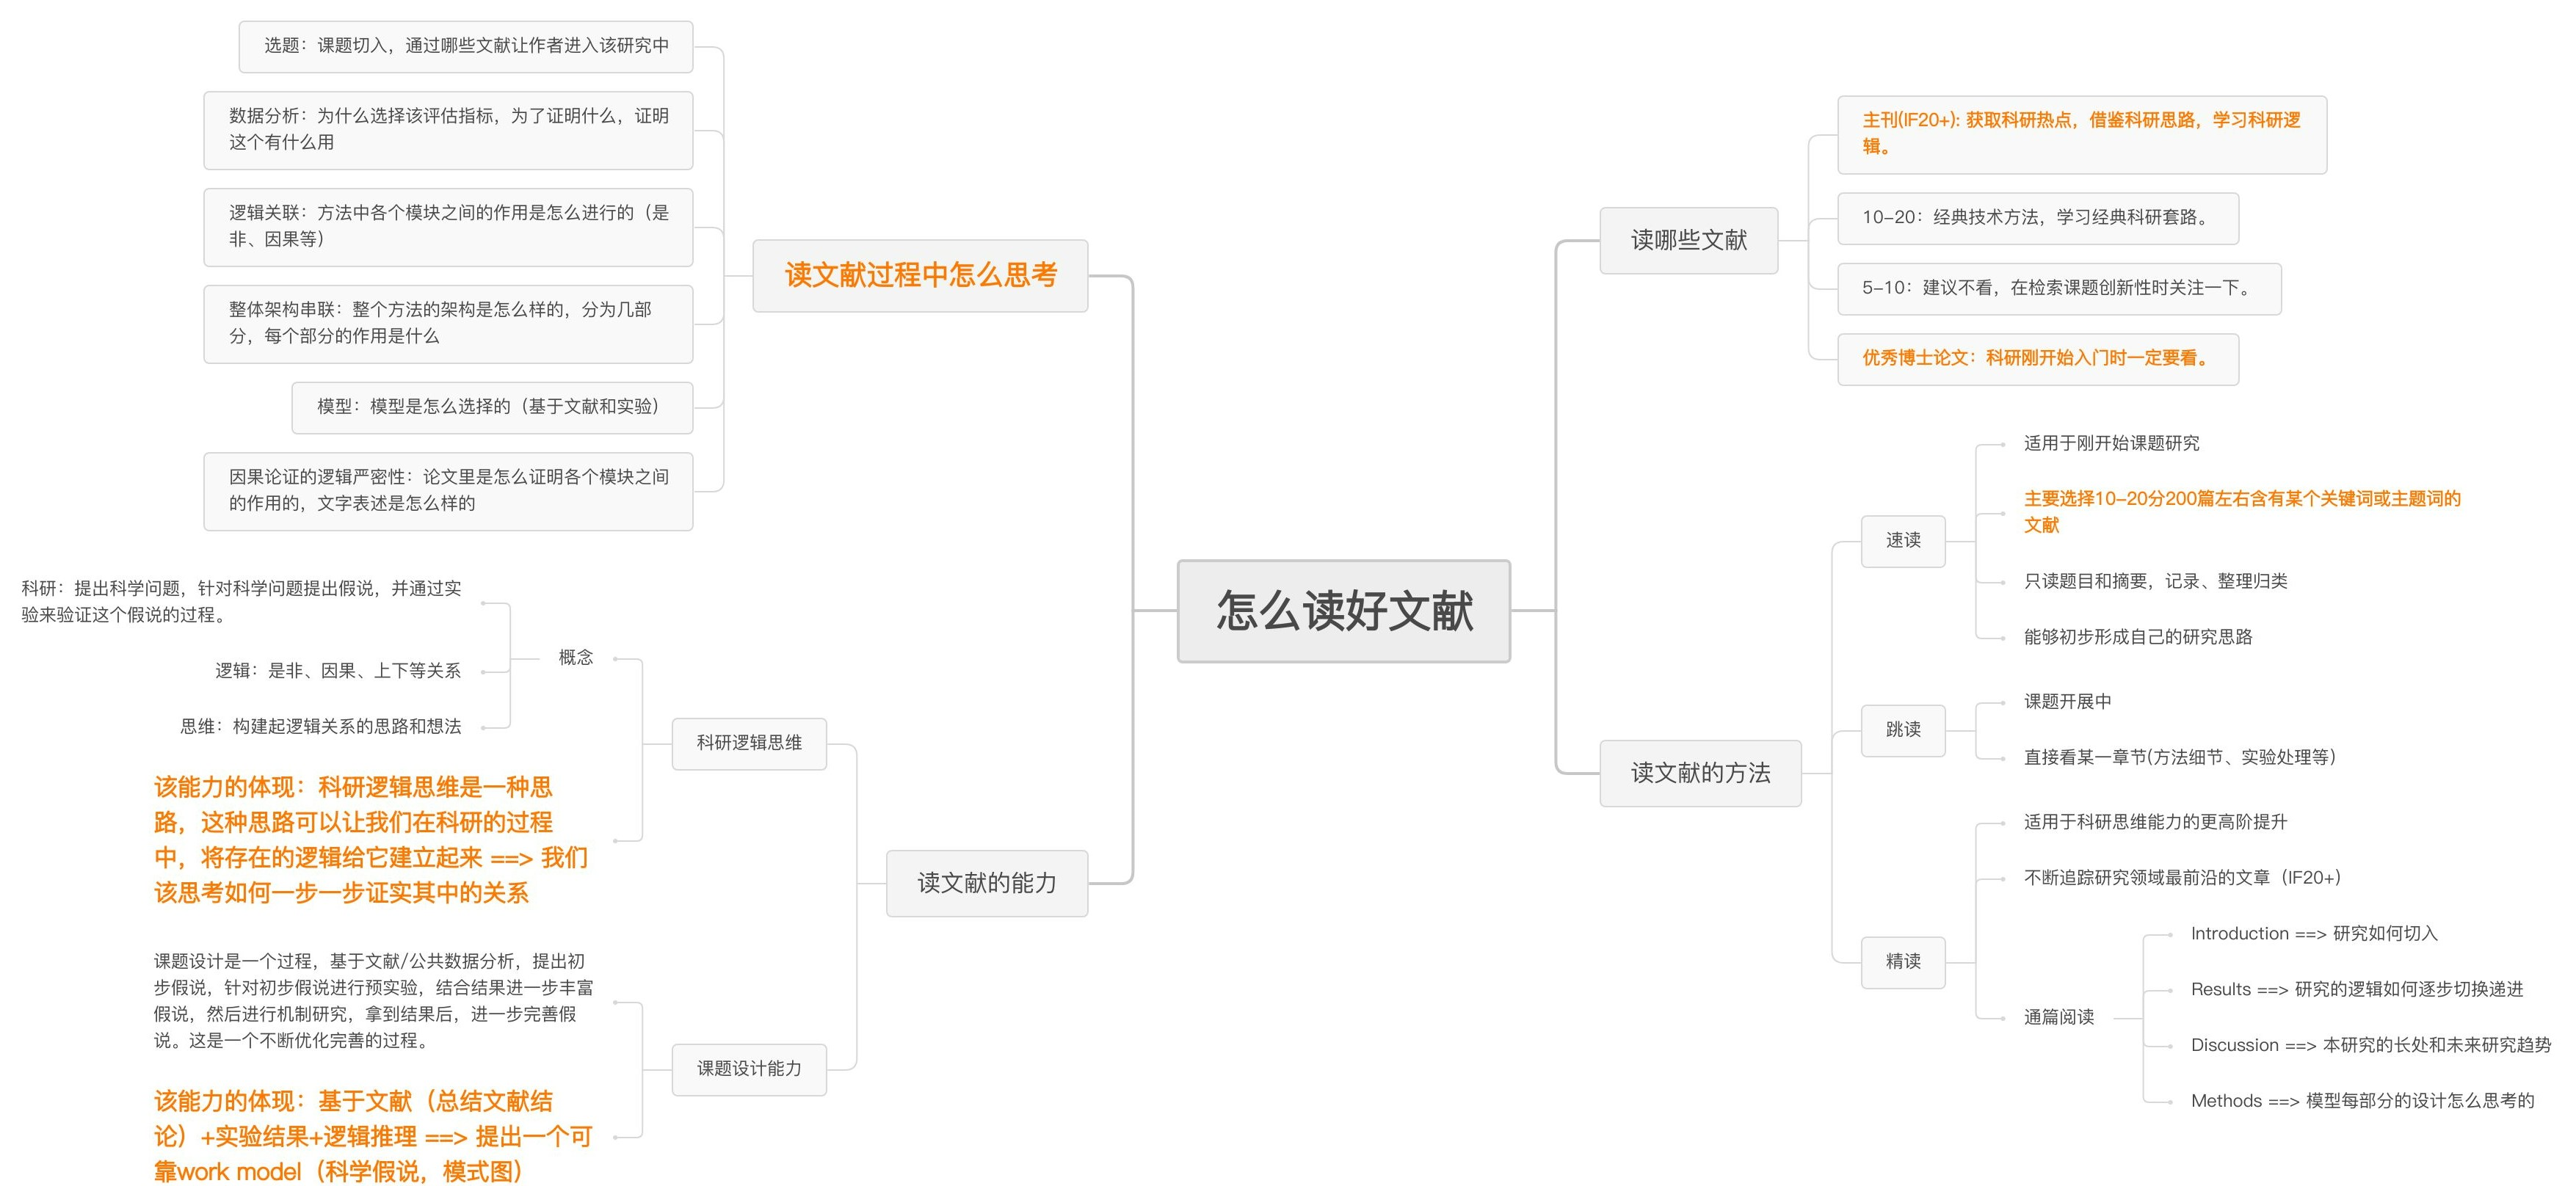 怎么读好文献
读哪些文献
主刊(IF20+): 获取科研热点，借鉴科研思路，学习科研逻
辑。
10-20：经典技术方法，学习经典科研套路。
5-10：建议不看，在检索课题创新性时关注一下。
优秀博士论文：科研刚开始入门时一定要看。
读文献的方法
速读
适用于刚开始课题研究
主要选择10-20分200篇左右含有某个关键词或主题词的
文献
只读题目和摘要，记录、整理归类
能够初步形成自己的研究思路
跳读
课题开展中
直接看某一章节(方法细节、实验处理等)
精读
适用于科研思维能力的更高阶提升
不断追踪研究领域最前沿的文章（IF20+)
通篇阅读
Introduction ==> 研究如何切入
Results ==> 研究的逻辑如何逐步切换递进
Discussion ==> 本研究的长处和未来研究趋势
Methods ==> 模型每部分的设计怎么思考的
读文献过程中怎么思考
选题：课题切入，通过哪些文献让作者进入该研究中
数据分析：为什么选择该评估指标，为了证明什么，证明
这个有什么用
逻辑关联：方法中各个模块之间的作用是怎么进行的（是
非、因果等）
整体架构串联：整个方法的架构是怎么样的，分为几部
分，每个部分的作用是什么
模型：模型是怎么选择的（基于文献和实验）
因果论证的逻辑严密性：论文里是怎么证明各个模块之间
的作用的，文字表述是怎么样的
读文献的能力
科研逻辑思维
概念
科研：提出科学问题，针对科学问题提出假说，并通过实
验来验证这个假说的过程。
逻辑：是非、因果、上下等关系
思维：构建起逻辑关系的思路和想法
该能力的体现：科研逻辑思维是一种思
路，这种思路可以让我们在科研的过程
中，将存在的逻辑给它建立起来 ==> 我们
该思考如何一步一步证实其中的关系
课题设计能力
课题设计是一个过程，基于文献/公共数据分析，提出初
步假说，针对初步假说进行预实验，结合结果进一步丰富
假说，然后进行机制研究，拿到结果后，进一步完善假
说。这是一个不断优化完善的过程。
该能力的体现：基于文献（总结文献结
论）+实验结果+逻辑推理 ==> 提出一个可
靠work model（科学假说，模式图）